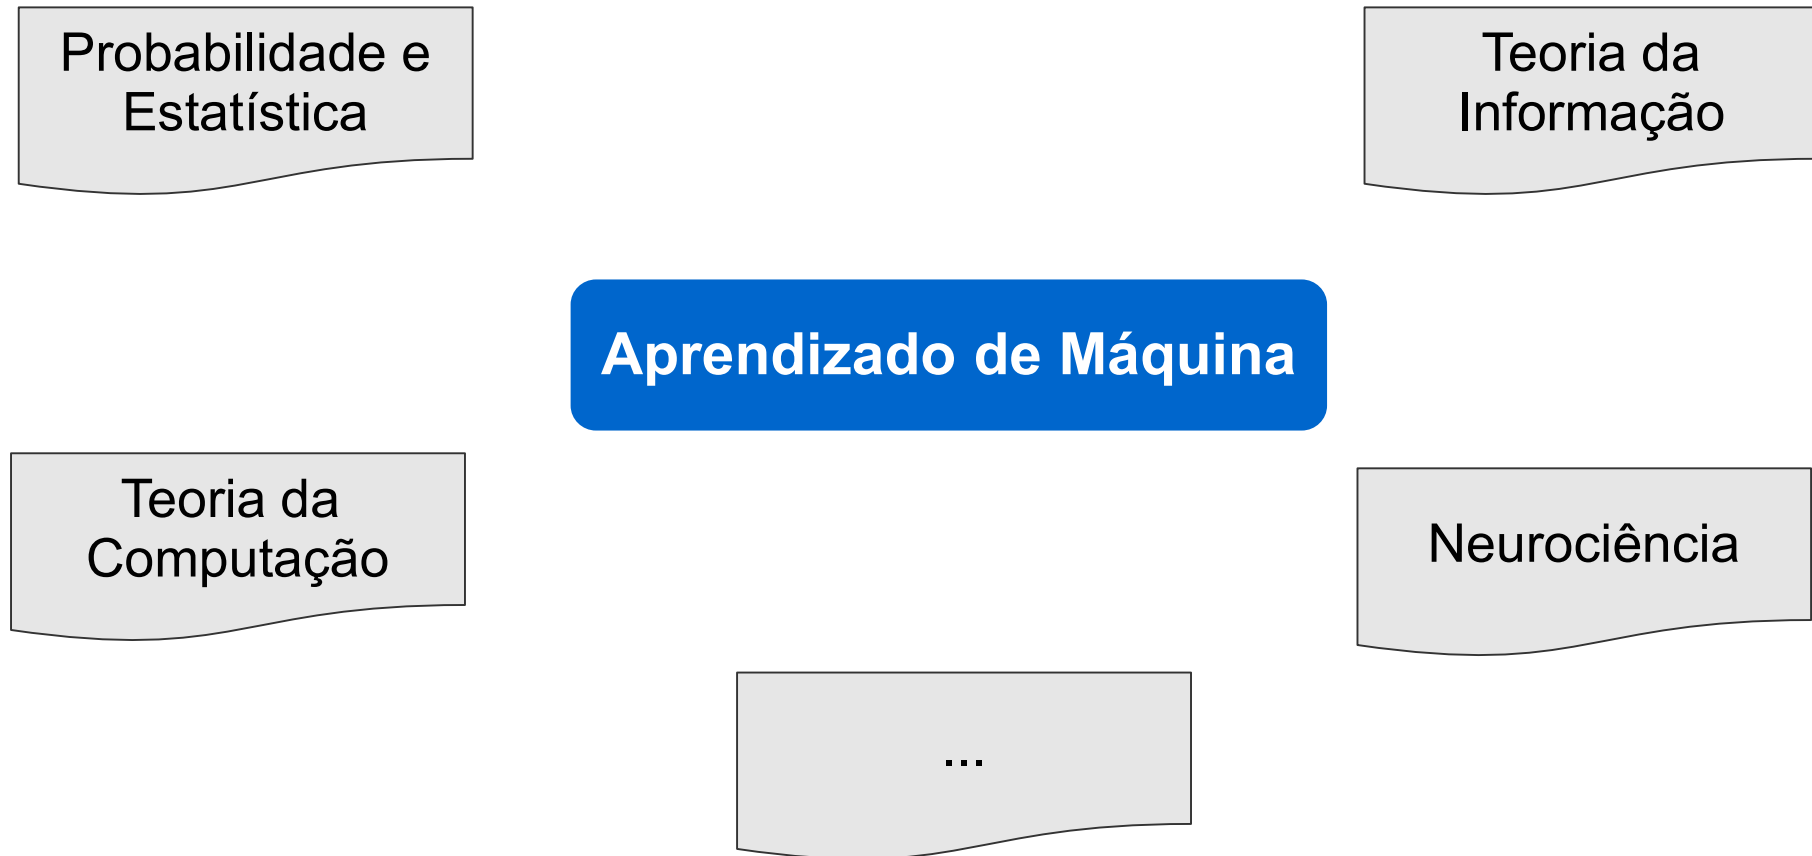 Probabilidade e
Estatística
Teoria da
Informação
Aprendizado de Máquina
Teoria da
Computação
Neurociência
...